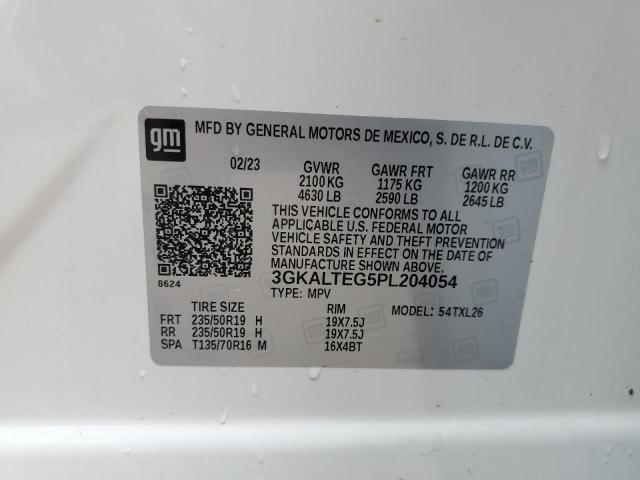 gm
MFD BY GENERAL MOTORS DE MEXICO, S. DE R.L. DE C.V.
02/23 GVWR GAWR FRT GAWR RR
2100 KG 1175 KG 1200 KG
4630 LB 2590 LB 2645 LB
THIS VEHICLE CONFORMS TO ALL
APPLICABLE U.S. FEDERAL MOTOR
VEHICLE SAFETY AND THEFT PREVENTION
STANDARDS IN EFFECT ON THE DATE OF
MANUFACTURE SHOWN ABOVE.
3GKALTEG5PL204054
8624
TYPE: MPV
TIRE SIZE RIM MODEL: 54TXL26
FRT 235/50R19 H 19X7.5J
RR 235/50R19 H 19X7.5J
SPA T135/70R16 M 16X4BT